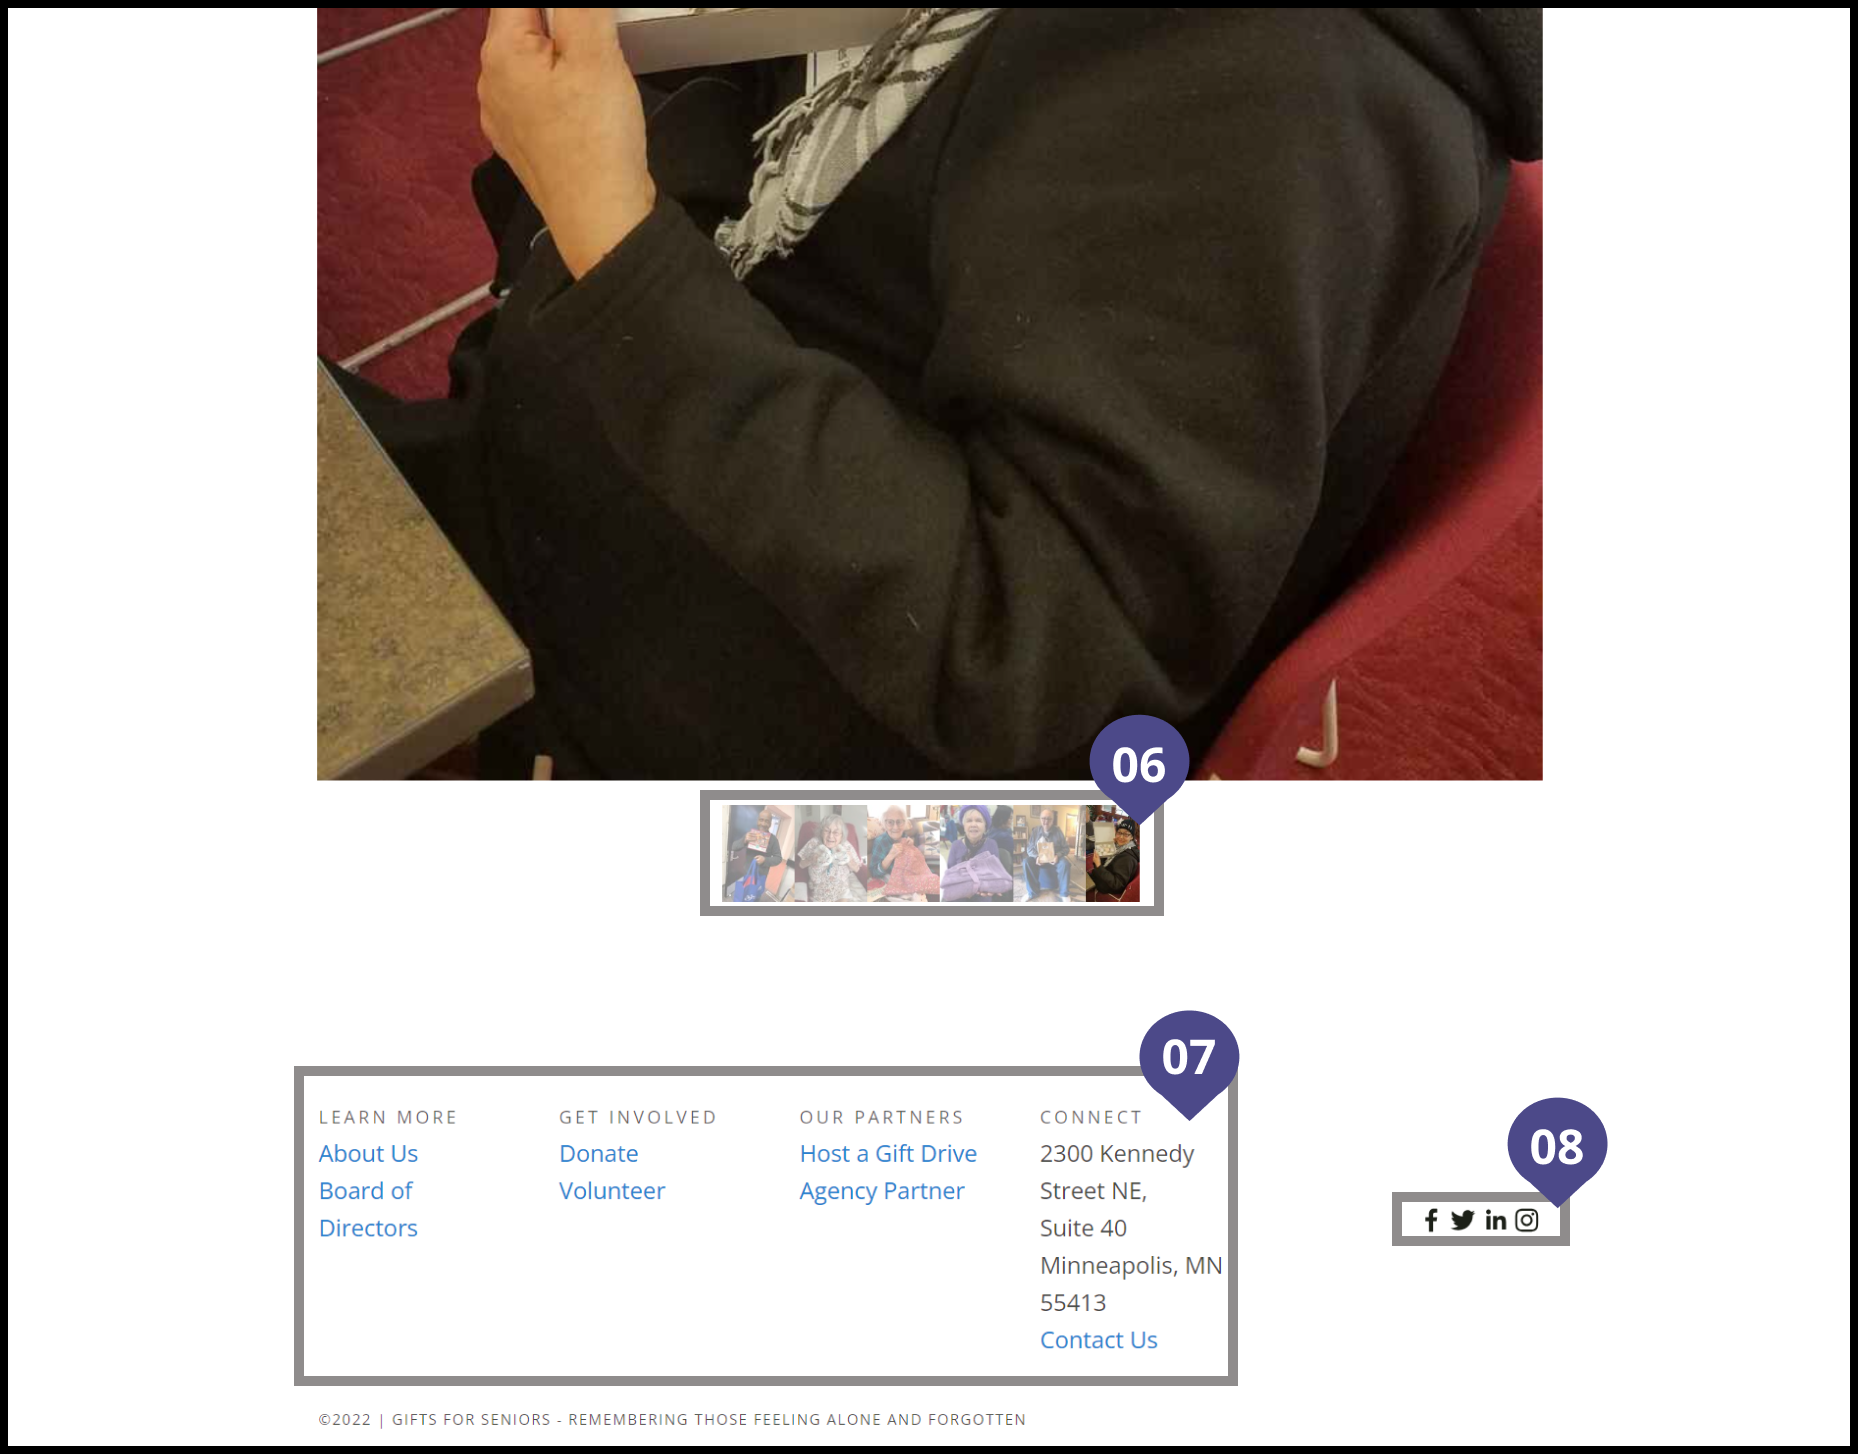 06
07
LEARN MORE
About Us
Board of
Directors
GET INVOLVED
Donate
Volunteer
OUR PARTNERS
Host a Gift Drive
Agency Partner
CONNECT
2300 Kennedy
Street NE,
Suite 40
Minneapolis, MN
55413
Contact Us
08
©2022 | GIFTS FOR SENIORS - REMEMBERING THOSE FEELING ALONE AND FORGOTTEN